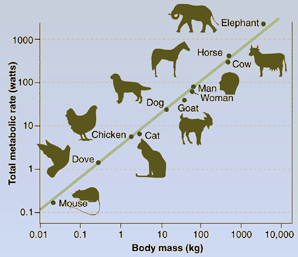 Elephant
Horse
1000
Cow
Man
100
Woman
Dog
Goat
10
Chicken
Cat
Dove
1
Mouse
0.1
0.01
0.1
1
10
100
1000
10,000
Total metabolic rate (watts)
Body mass (kg)